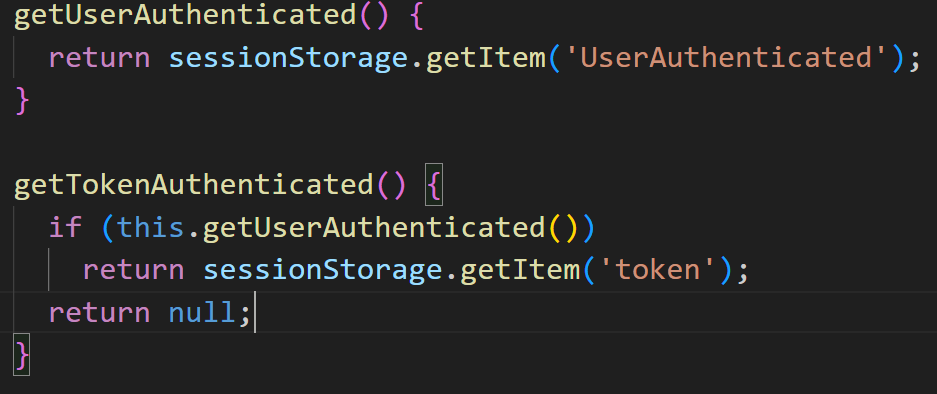 getUserAuthenticated() {
  return sessionStorage.getItem('UserAuthenticated');
}

getTokenAuthenticated() {
  if (this.getUserAuthenticated())
    return sessionStorage.getItem('token');
  return null;
}